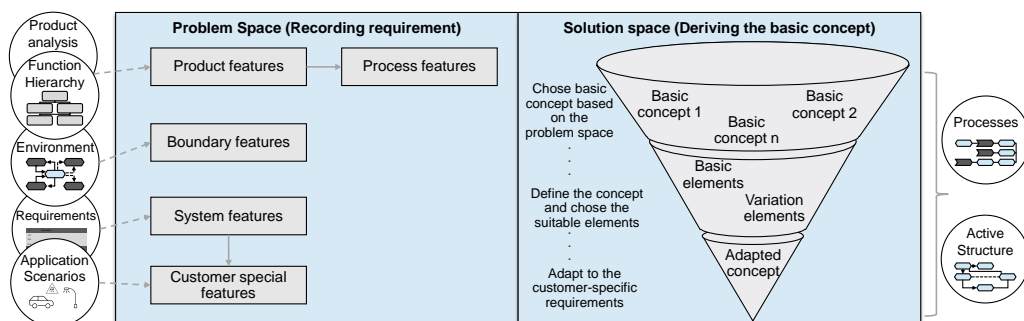 Product
analysis
Function
Hierarchy
Environment
Requirements
Application
Scenarios
Problem Space (Recording requirement)
Product features
Process features
Boundary features
System features
Customer special
features
Solution space (Deriving the basic concept)
Chose basic
concept based
on the
problem space
.
.
.
Define the concept
and chose the
suitable elements
.
.
.
Adapt to the
customer-specific
requirements
Basic
concept 1
Basic
concept 2
Basic
concept n
Basic
elements
Variation
elements
Adapted
concept
Processes
Active
Structure